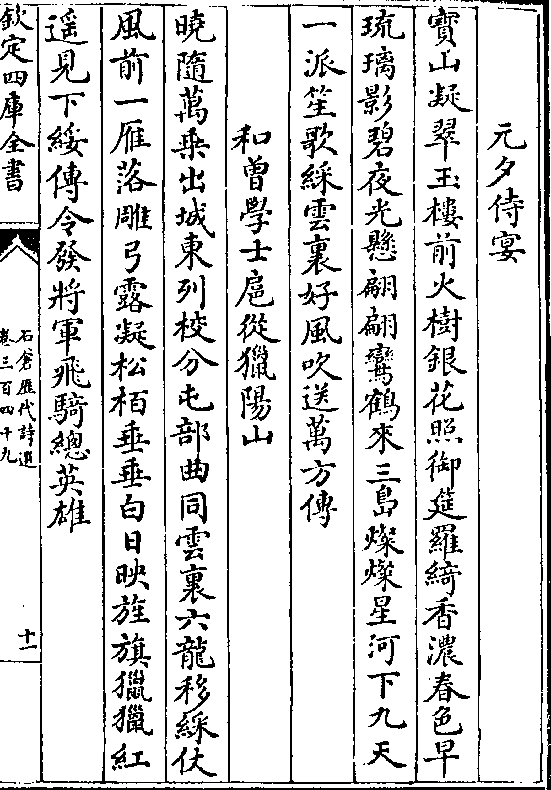 元夕侍宴
寳山凝翠玉樓前火樹銀花照御筵羅綺香濃春色早
琉璃影碧夜光懸翩翩鸞鶴來三島燦燦星河下九天
一派笙歌綵雲裏好風吹送萬方傳
和曾學士扈從獵陽山
曉隨萬乗出城東列校分屯部曲同雲裏六龍移綵仗
風前一雁落雕弓露凝松栢垂垂白日映旌旗獵獵紅
遥見下綏傳令發將軍飛騎總英雄
欽定四庫全書
石倉歷代詩選
卷三百四十九
十一